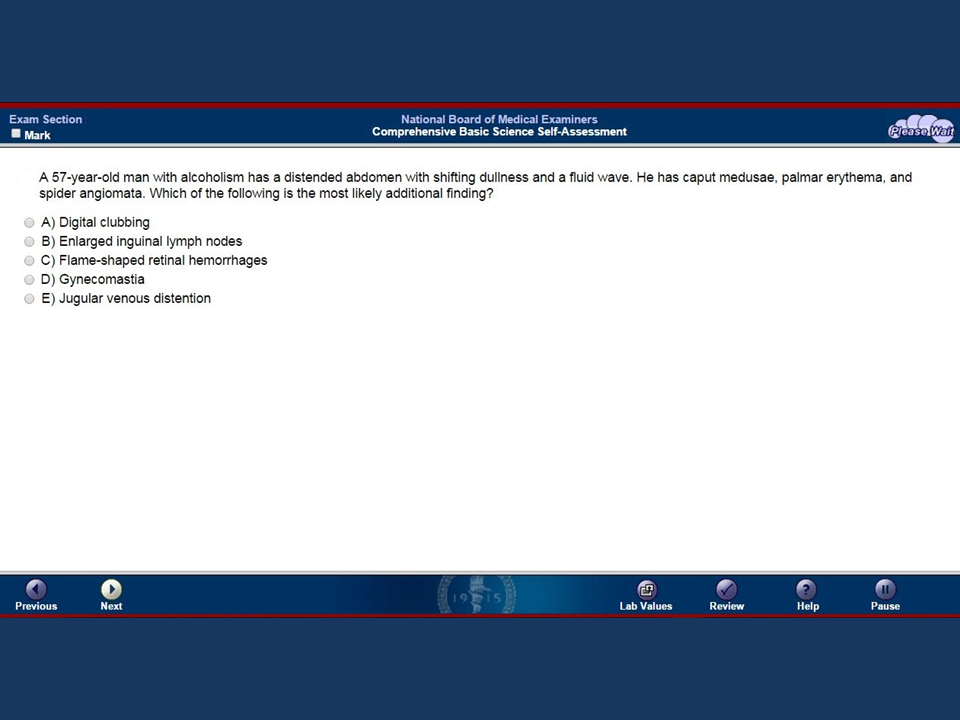 Exam Section
Mark
National Board of Medical Examiners
Comprehensive Basic Science Self-Assessment
Please Wait
A 57-year-old man with alcoholism has a distended abdomen with shifting dullness and a fluid wave. He has caput medusae, palmar erythema, and
spider angiomata. Which of the following is the most likely additional finding?
A) Digital clubbing
B) Enlarged inguinal lymph nodes
C) Flame-shaped retinal hemorrhages
D) Gynecomastia
E) Jugular venous distention
19 15
Previous
Next
Lab Values
Review
Help
Pause